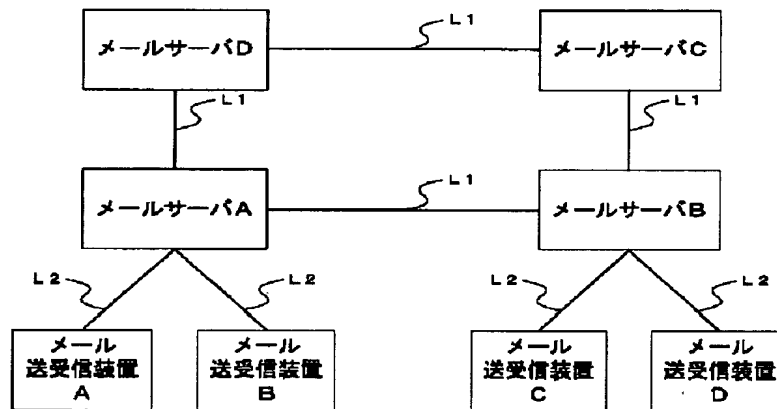 L1
メールサーバD
メールサーバC
L1
L1
L1
メールサーバA
メールサーバB
L2
L2
L2
L2
メール
送受信装置
A
メール
送受信装置
B
メール
送受信装置
C
メール
送受信装置
D